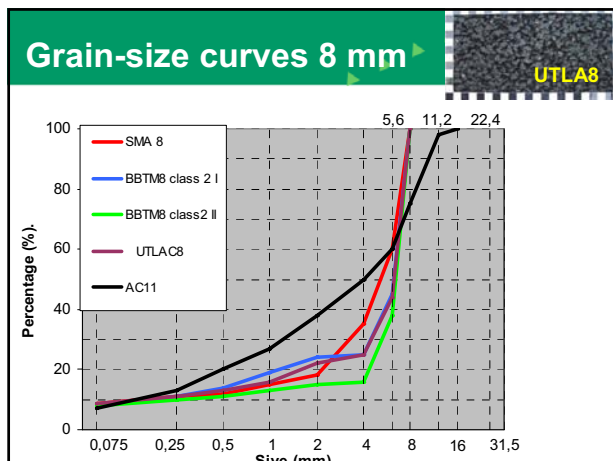 Grain-size curves 8 mm
UTLA8
5,6 11,2 22,4
100
80
60
40
20
0
Percentage (%).
SMA 8
BBTM8 class 2 I
BBTM8 class2 II
UTLAC8
AC11
0,075 0,25 0,5 1 2 4 8 16 31,5
Sive (mm)